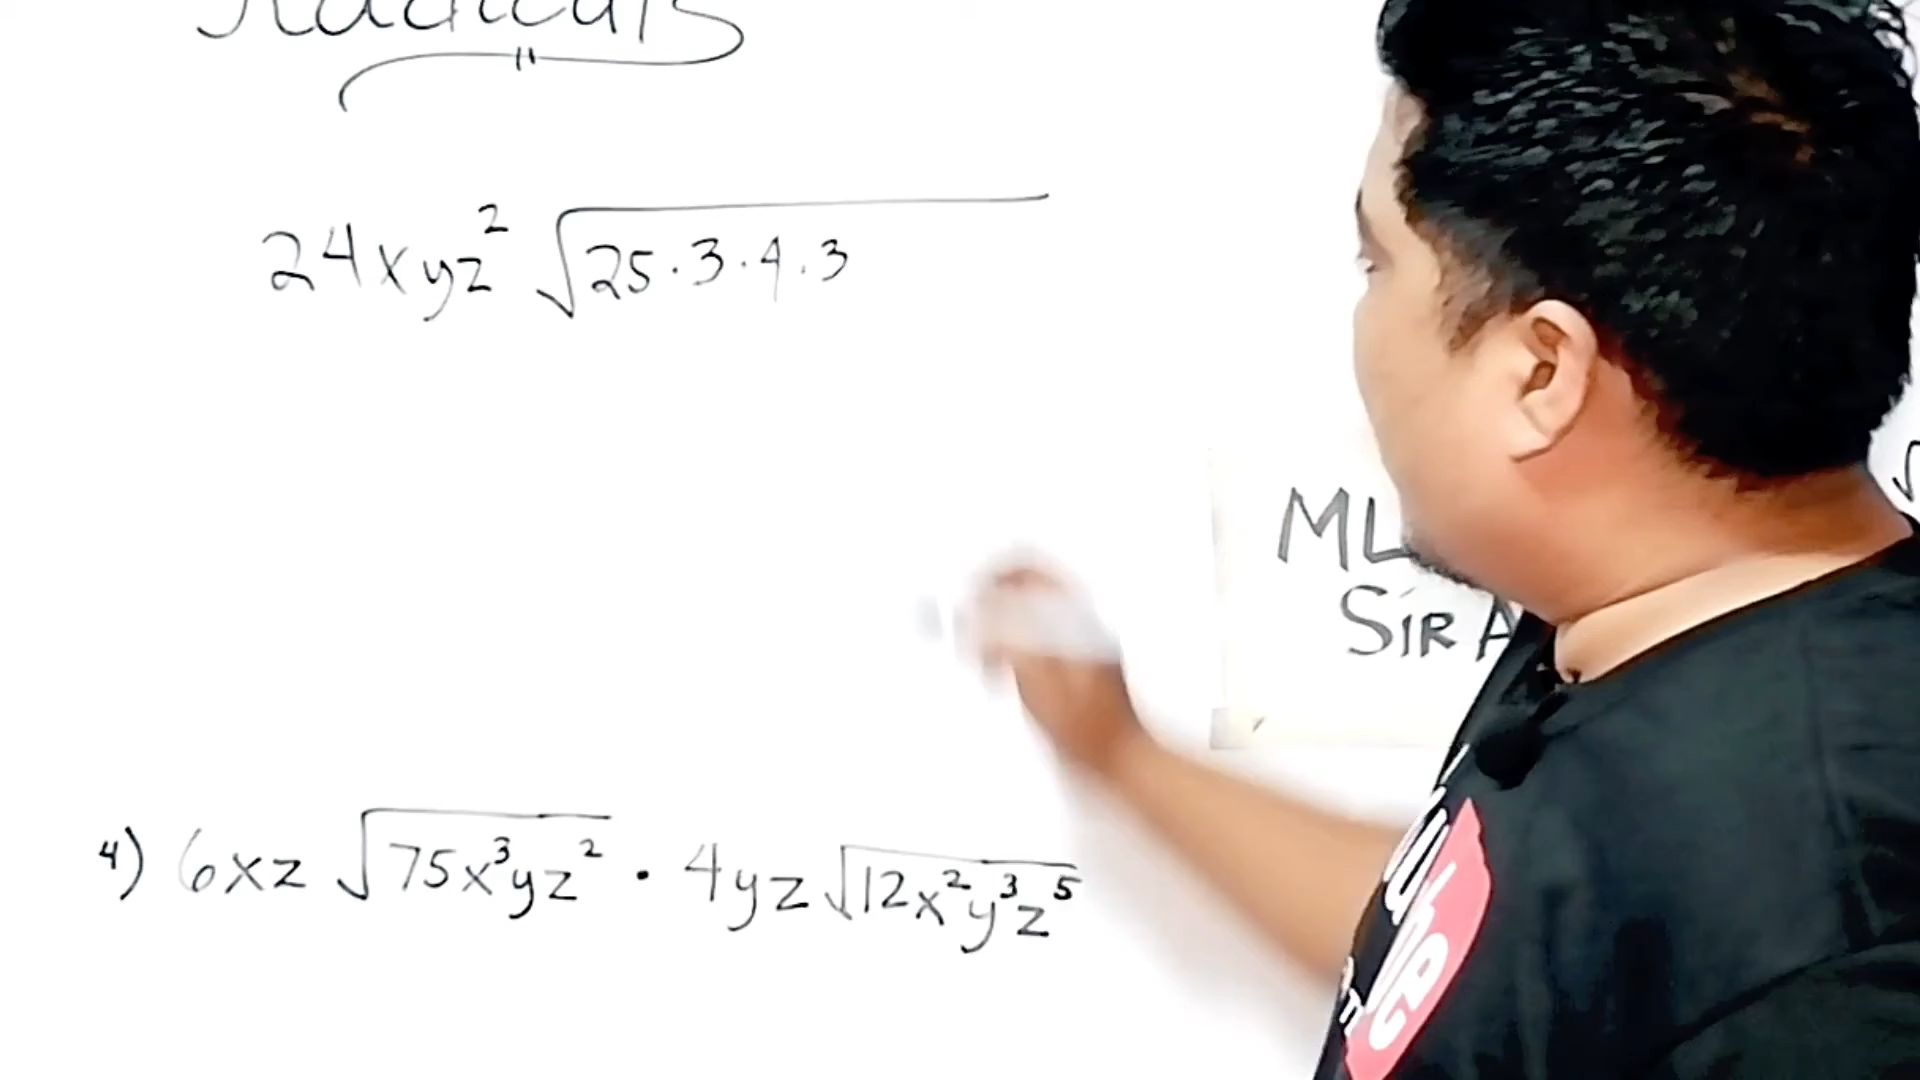 Radicals
24xyz² √25·3·4·3
ML
SIR A
4) 6xz √75x³yz² · 4yz √12x²y³z⁵